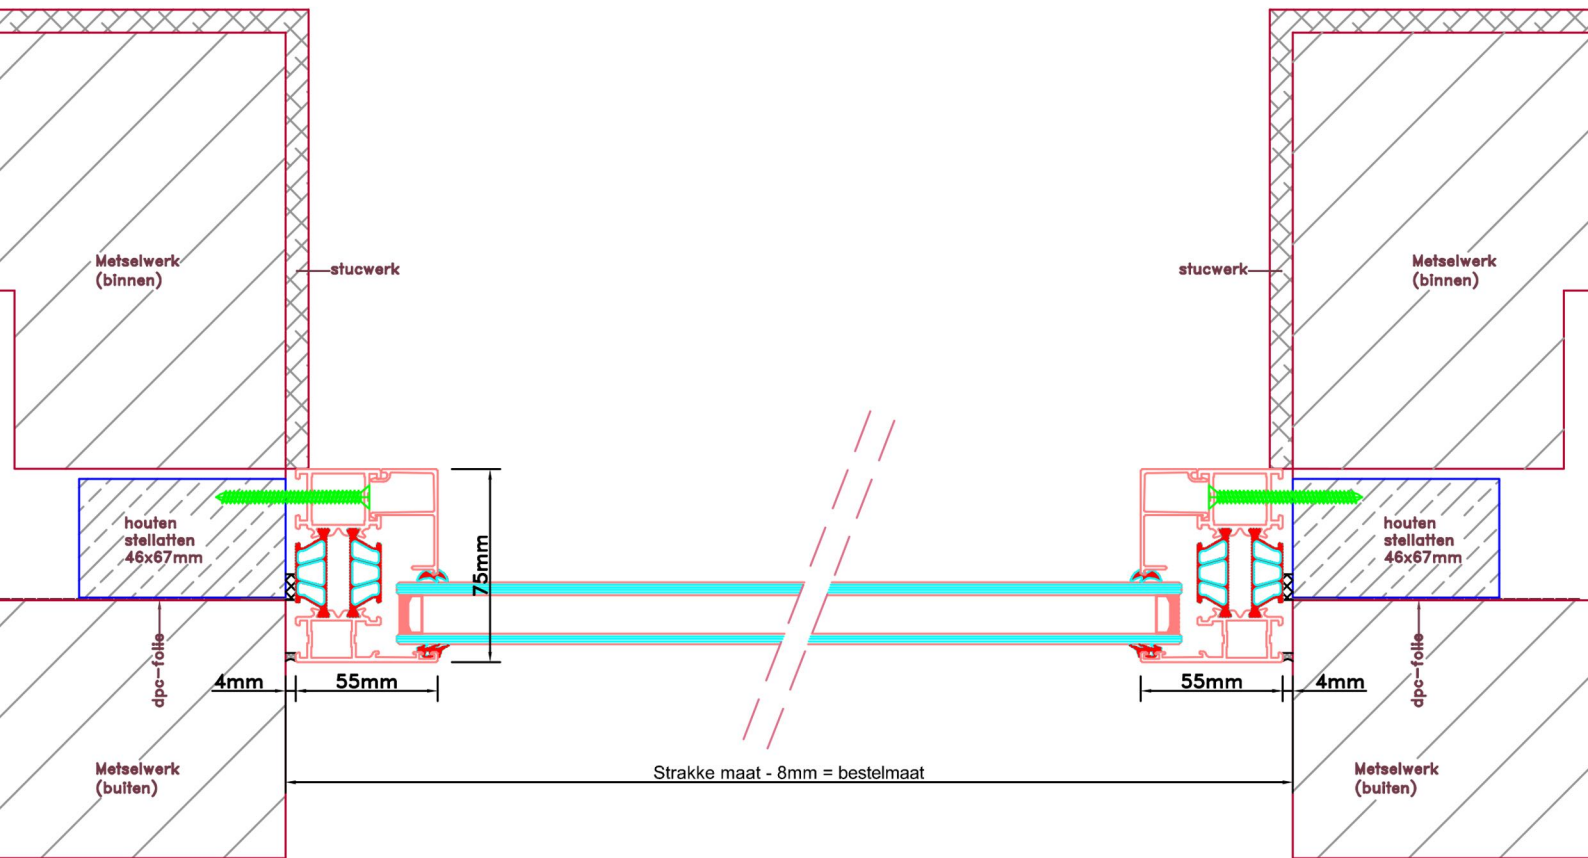 Metselwerk
(binnen)
stucwerk
stucwerk
Metselwerk
(binnen)
houten
stellatten
46x67mm
75mm
houten
stellatten
46x67mm
dpc-folie
dpc-folie
4mm
55mm
55mm
4mm
Metselwerk
(buiten)
Strakke maat - 8mm = bestelmaat
Metselwerk
(buiten)